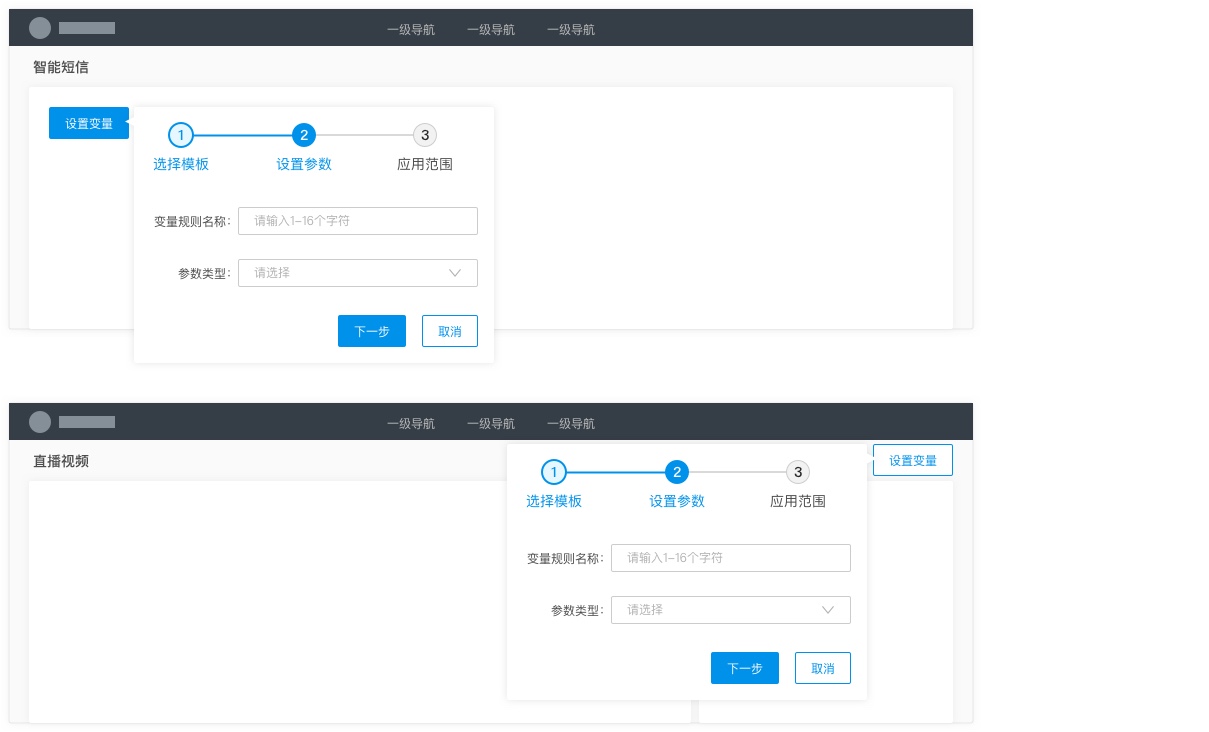 一级导航 一级导航 一级导航
智能短信
设置变量
1 2 3
选择模板 设置参数 应用范围
变量规则名称: 请输入1-16个字符
参数类型: 请选择
下一步 取消
一级导航 一级导航 一级导航
直播视频
设置变量
1 2 3
选择模板 设置参数 应用范围
变量规则名称: 请输入1-16个字符
参数类型: 请选择
下一步 取消